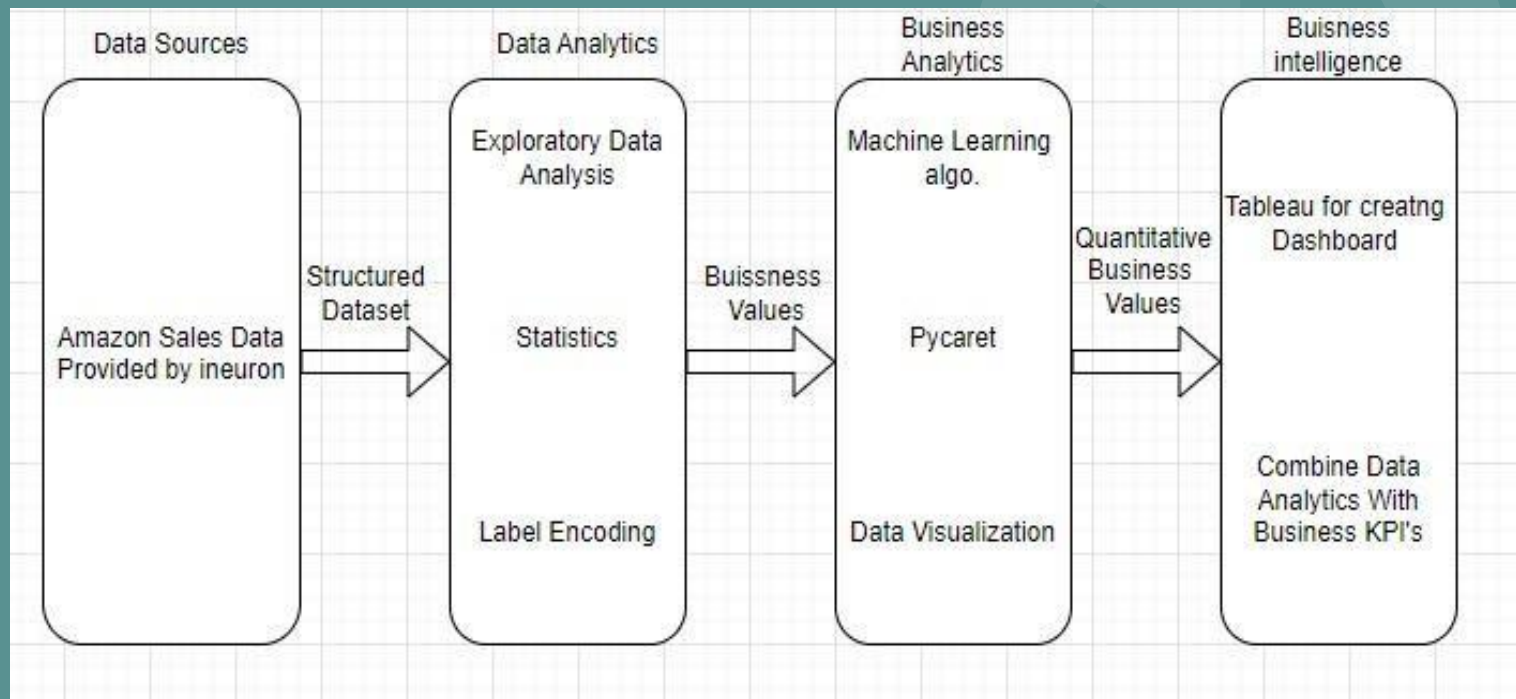 Data Sources
Amazon Sales Data
Provided by ineuron
Structured
Dataset
Data Analytics
Exploratory Data
Analysis
Statistics
Label Encoding
Buissness
Values
Business
Analytics
Machine Learning
algo.
Pycaret
Data Visualization
Quantitative
Business
Values
Buisness
intelligence
Tableau for creatng
Dashboard
Combine Data
Analytics With
Business KPI's